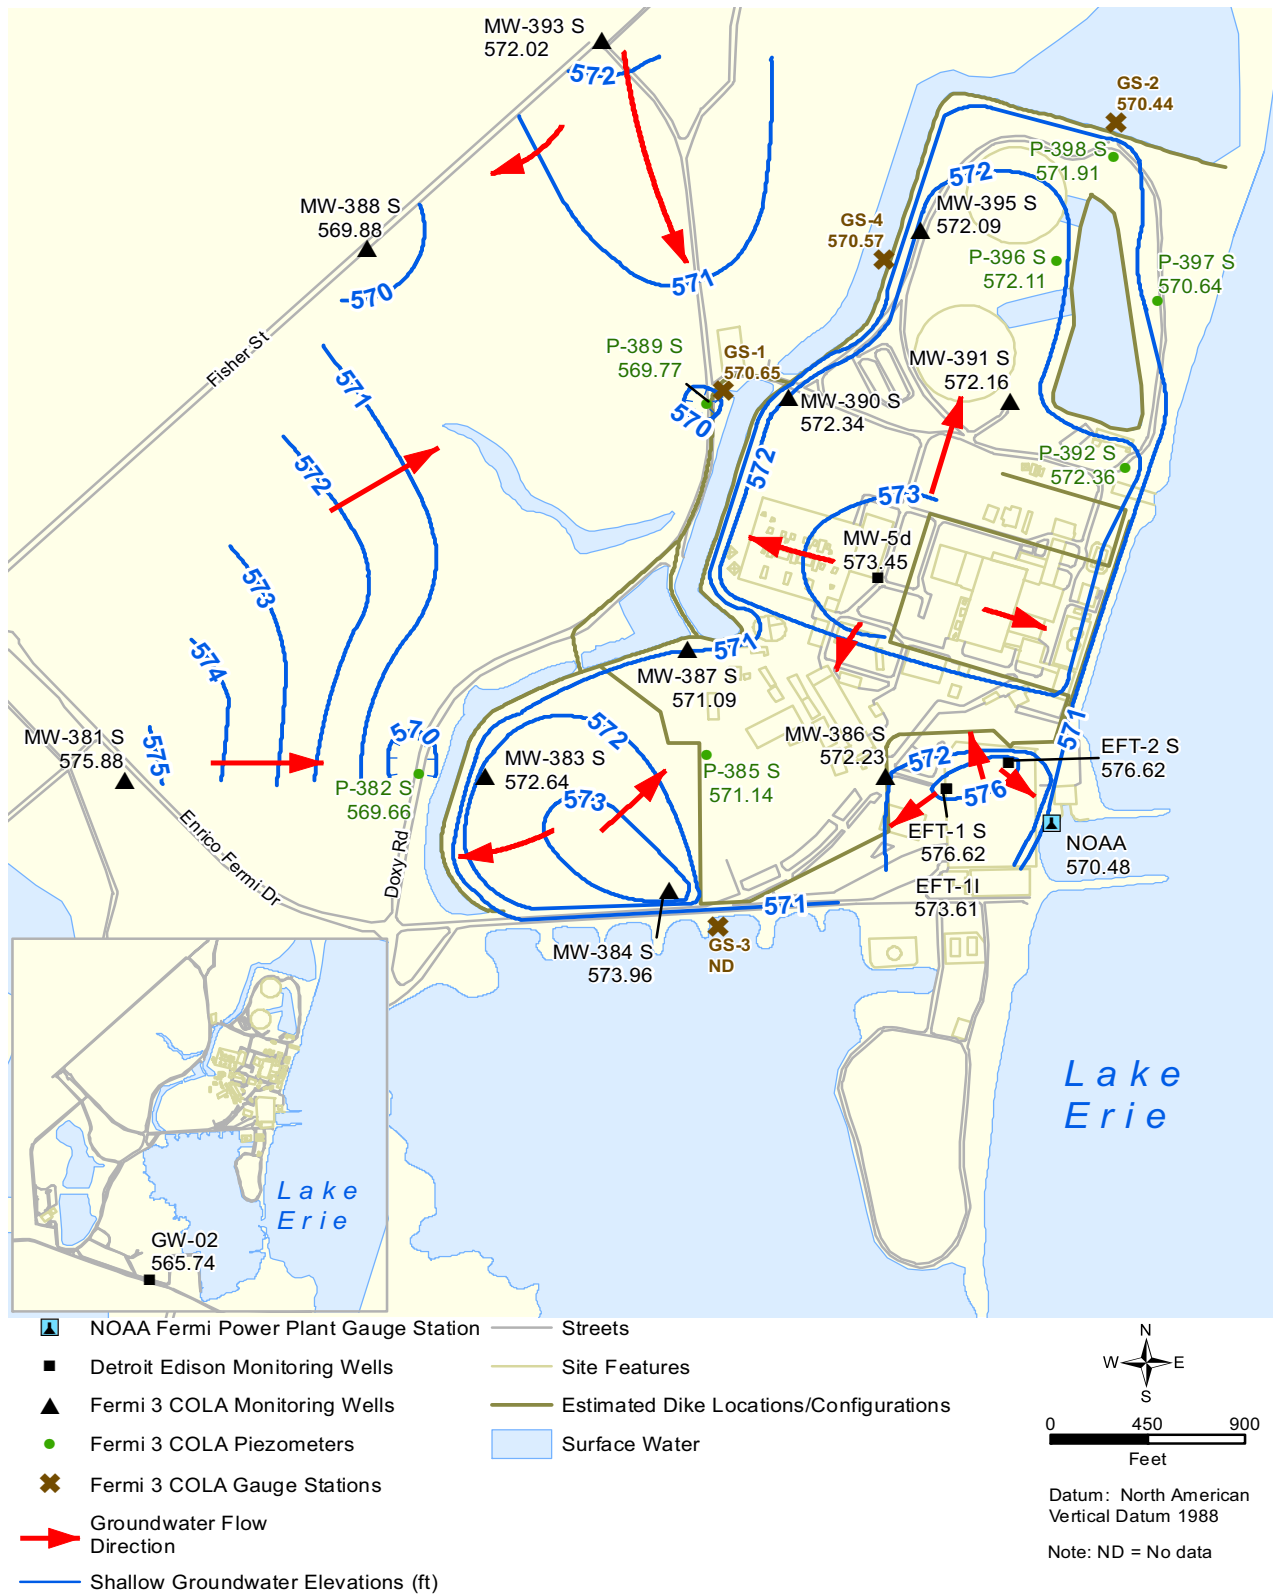 MW-393 S
572.02
572
GS-2
570.44
P-398 S
571.91
572
MW-395 S
572.09
MW-388 S
569.88
GS-4
570.57
P-396 S
572.11
P-397 S
570.64
570
571
Fisher St
P-389 S
569.77
GS-1
570.65
MW-391 S
572.16
571
570
MW-390 S
572.34
572
572
P-392 S
572.36
573
MW-5d
573.45
573
574
571
MW-387 S
571.09
MW-381 S
575.88
575
570
572
MW-386 S
572.23
571
572
EFT-2 S
576.62
MW-383 S
572.64
P-385 S
571.14
P-382 S
569.66
573
576
EFT-1 S
576.62
NOAA
570.48
Enrico Fermi Dr
Doxy Rd
EFT-1I
573.61
571
MW-384 S
573.96
GS-3
ND
Lake
Erie
Lake
Erie
GW-02
565.74
NOAA Fermi Power Plant Gauge Station
Detroit Edison Monitoring Wells
Fermi 3 COLA Monitoring Wells
Fermi 3 COLA Piezometers
Fermi 3 COLA Gauge Stations
Groundwater Flow
Direction
Shallow Groundwater Elevations (ft)
Streets
Site Features
Estimated Dike Locations/Configurations
Surface Water
N
W E
S
0 450 900
Feet
Datum: North American
Vertical Datum 1988
Note: ND = No data